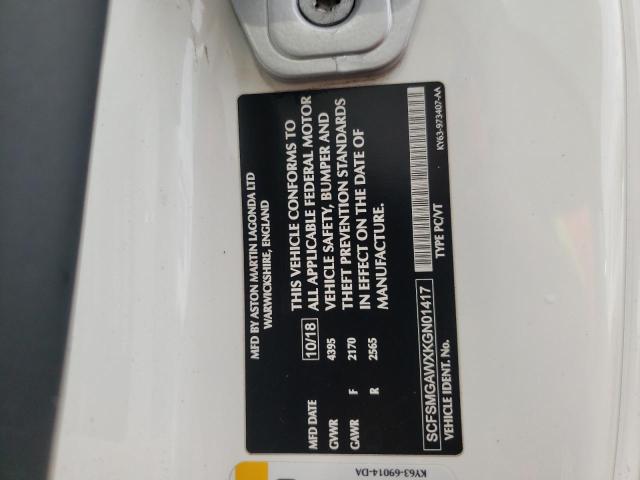 MFD BY ASTON MARTIN LAGONDA LTD
WARWICKSHIRE, ENGLAND
MFD DATE 10/18
GVWR 4395
GAWR F 2170
R 2565
THIS VEHICLE CONFORMS TO
ALL APPLICABLE FEDERAL MOTOR
VEHICLE SAFETY, BUMPER AND
THEFT PREVENTION STANDARDS
IN EFFECT ON THE DATE OF
MANUFACTURE.
SCFSMGAWXKGN01417
VEHICLE IDENT. No.
TYPE PC/VT
KY63-973407-AA
KY63-69014-DA